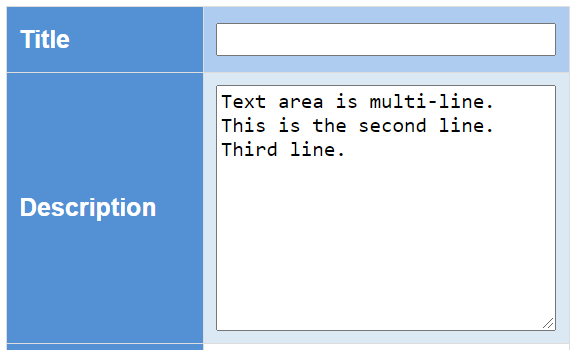 Title
Description
Text area is multi-line.
This is the second line.
Third line.